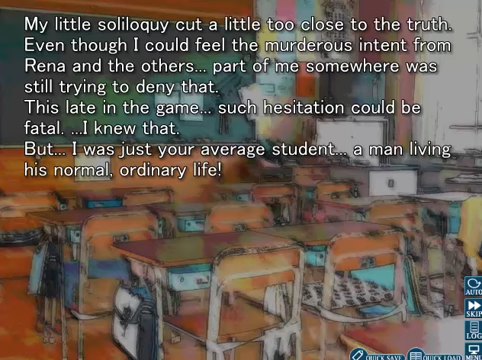 My little soliloquy cut a little too close to the truth.
Even though I could feel the murderous intent from
Rena and the others... part of me somewhere was
still trying to deny that.
This late in the game... such hesitation could be
fatal. ...I knew that.
But... I was just your average student... a man living
his normal, ordinary life!
AUTO
SKIP
LOG
QUICK SAVE
QUICK LOAD
MENU